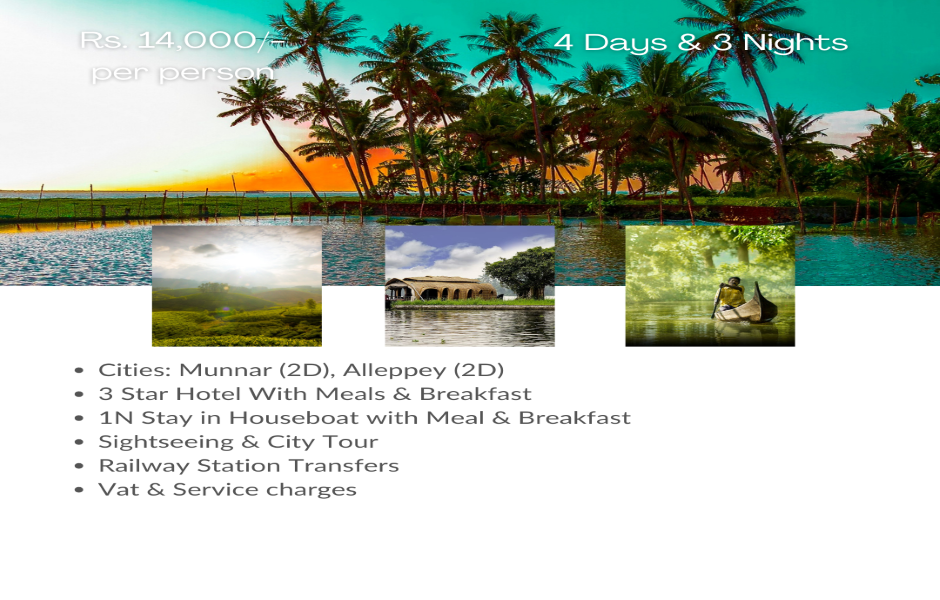 Rs. 14,000/-
per person
4 Days & 3 Nights
Cities: Munnar (2D), Alleppey (2D)
3 Star Hotel With Meals & Breakfast
1N Stay in Houseboat with Meal & Breakfast
Sightseeing & City Tour
Railway Station Transfers
Vat & Service charges